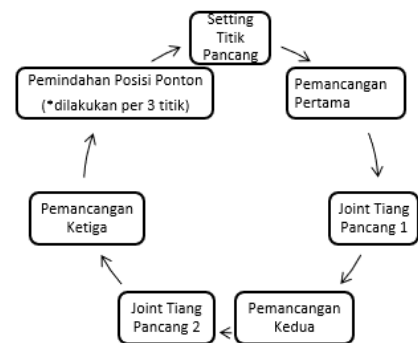 Setting
Titik
Pancang
Pemancangan
Pertama
Joint Tiang
Pancang 1
Pemancangan
Kedua
Joint Tiang
Pancang 2
Pemancangan
Ketiga
Pemindahan Posisi Ponton
(*dilakukan per 3 titik)